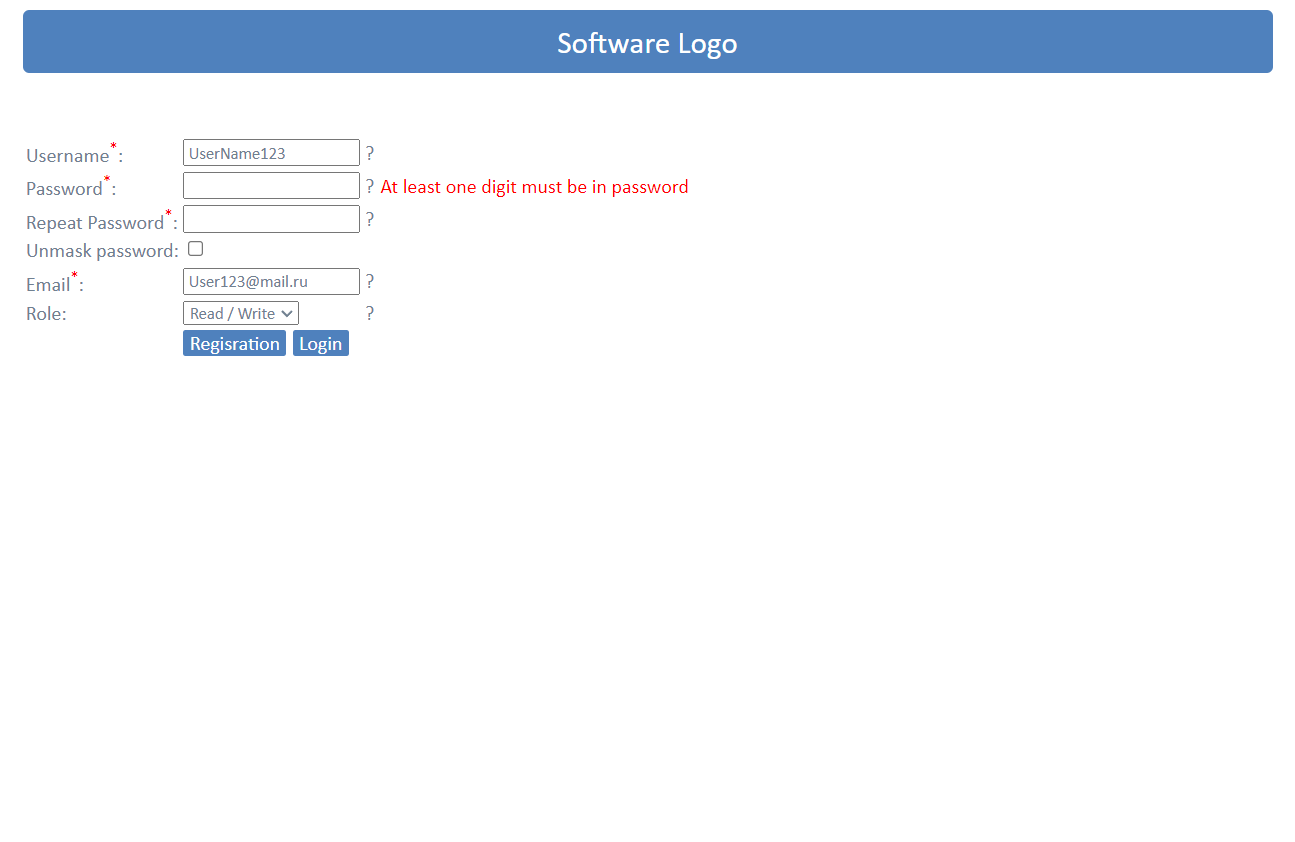 Software Logo
Username*: UserName123 ?
Password*: ? At least one digit must be in password
Repeat Password*: ?
Unmask password:
Email*: User123@mail.ru ?
Role: Read / Write ?
Regisration Login